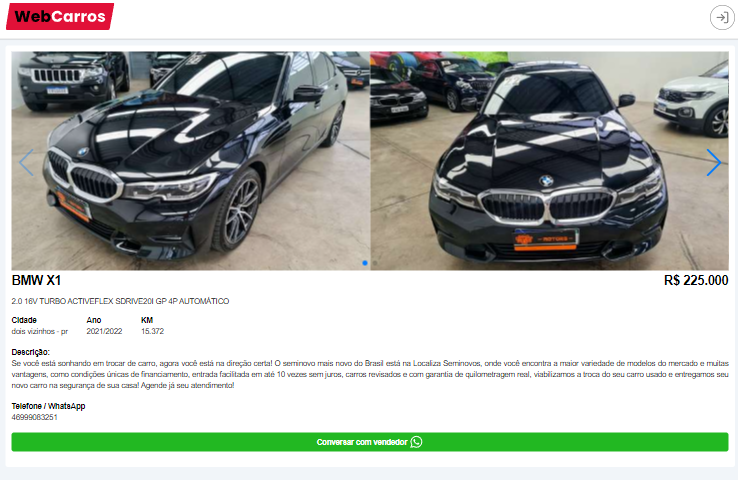 WebCarros
MOTORS
BMW X1
R$ 225.000
2.0 16V TURBO ACTIVEFLEX SDRIVE20I GP 4P AUTOMÁTICO
Cidade Ano KM
dois vizinhos - pr 2021/2022 15.372
Descrição:
Se você está sonhando em trocar de carro, agora você está na direção certa! O seminovo mais novo do Brasil está na Localiza Seminovos, onde você encontra a maior variedade de modelos do mercado e muitas
vantagens, como condições únicas de financiamento, entrada facilitada em até 10 vezes sem juros, carros revisados e com garantia de quilometragem real, viabilizamos a troca do seu carro usado e entregamos seu
novo carro na segurança de sua casa! Agende já seu atendimento!
Telefone / WhatsApp
46999083251
Conversar com vendedor